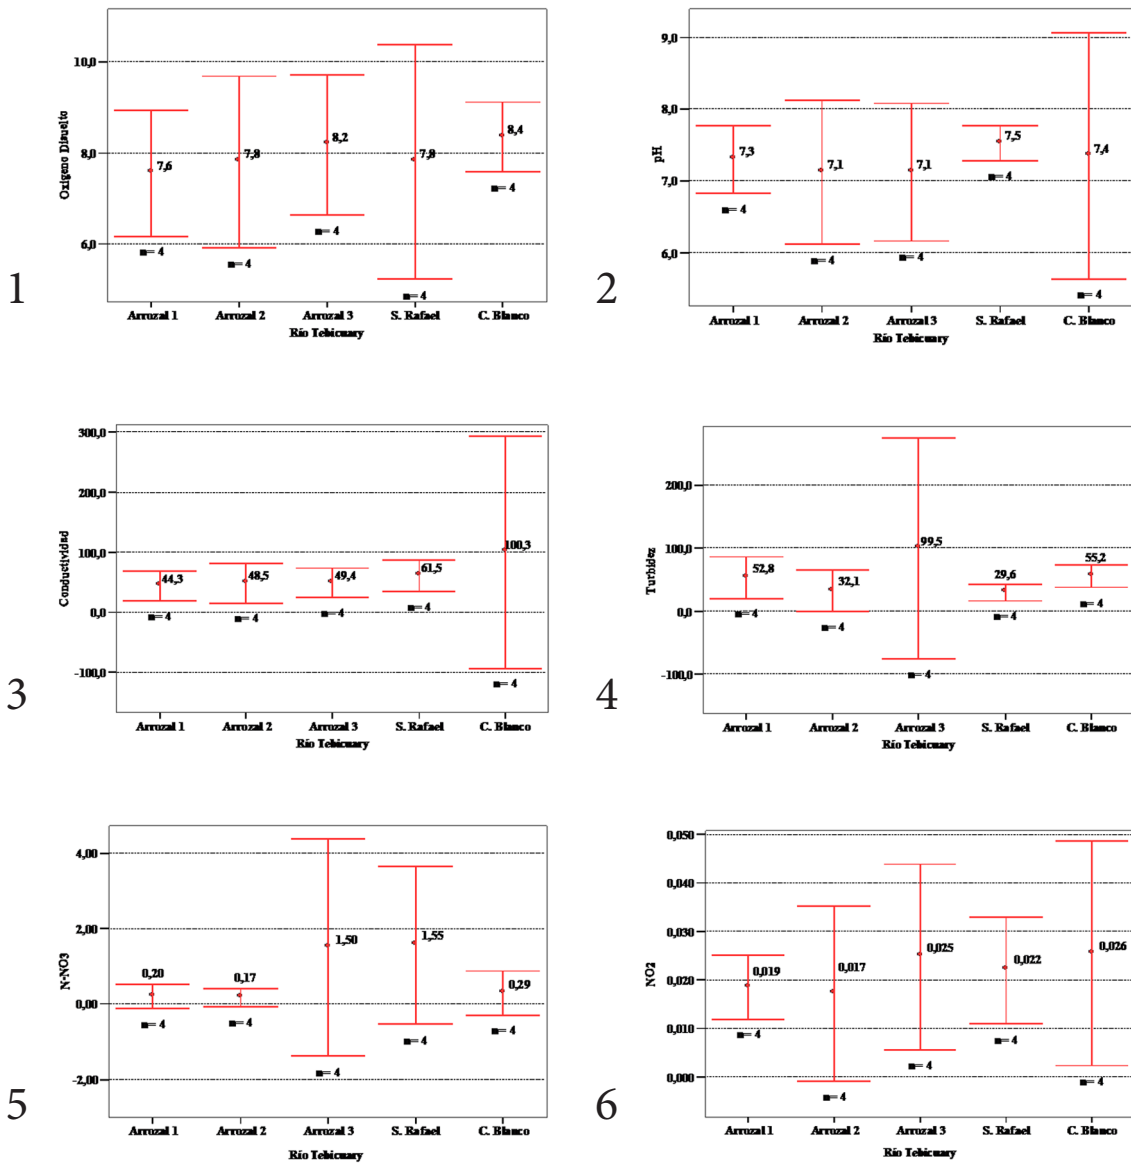 10,0
8,0
6,0
Oxigeno Disuelto
7,6
7,8
8,2
7,8
8,4
n= 4
n= 4
n= 4
n= 4
n= 4
Arrozal 1 Arrozal 2 Arrozal 3 S. Rafael C. Blanco
Río Tebicuary
1
9,0
8,0
7,0
6,0
pH
7,3
7,1
7,1
7,5
7,4
n= 4
n= 4
n= 4
n= 4
n= 4
Arrozal 1 Arrozal 2 Arrozal 3 S. Rafael C. Blanco
Río Tebicuary
2
300,0
200,0
100,0
0,0
-100,0
Conductividad
44,3
48,5
49,4
61,5
100,3
n= 4
n= 4
n= 4
n= 4
n= 4
Arrozal 1 Arrozal 2 Arrozal 3 S. Rafael C. Blanco
Río Tebicuary
3
200,0
100,0
0,0
-100,0
Turbidez
52,8
32,1
99,5
29,6
55,2
n= 4
n= 4
n= 4
n= 4
n= 4
Arrozal 1 Arrozal 2 Arrozal 3 S. Rafael C. Blanco
Río Tebicuary
4
4,00
2,00
0,00
-2,00
N-NO3
0,20
0,17
1,50
1,55
0,29
n= 4
n= 4
n= 4
n= 4
n= 4
Arrozal 1 Arrozal 2 Arrozal 3 S. Rafael C. Blanco
Río Tebicuary
5
0,050
0,040
0,030
0,020
0,010
0,000
NO2
0,019
0,017
0,025
0,022
0,026
n= 4
n= 4
n= 4
n= 4
n= 4
Arrozal 1 Arrozal 2 Arrozal 3 S. Rafael C. Blanco
Río Tebicuary
6